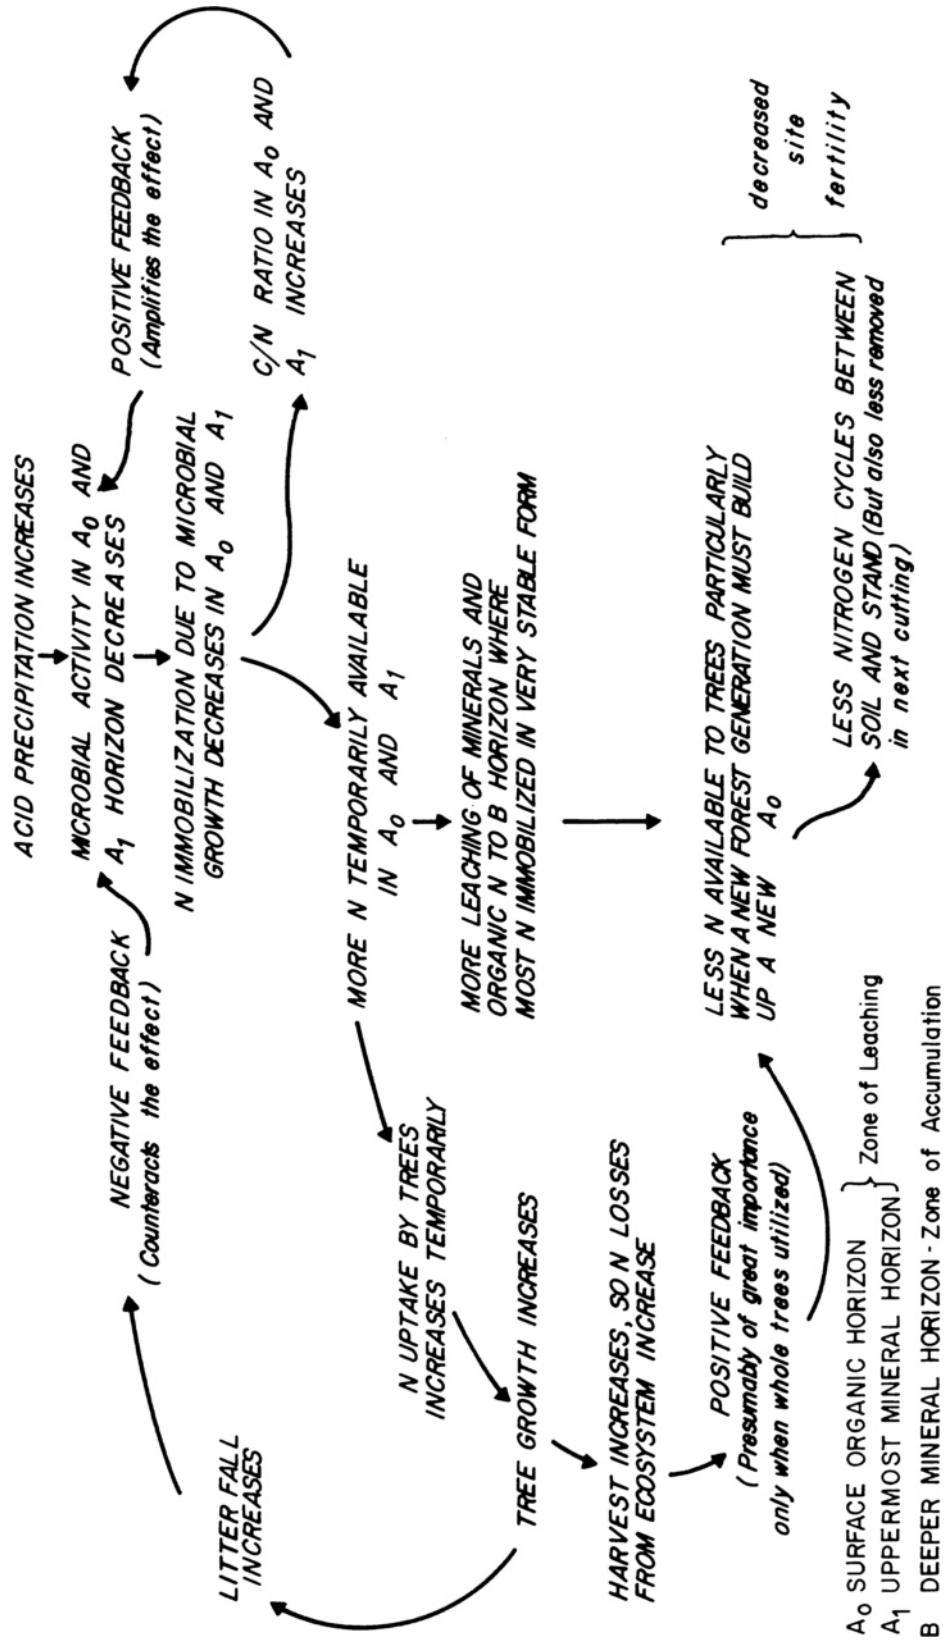 ACID PRECIPITATION INCREASES
MICROBIAL ACTIVITY IN A0 AND
A1 HORIZON DECREASES
NEGATIVE FEEDBACK
(Counteracts the effect)
POSITIVE FEEDBACK
(Amplifies the effect)
N IMMOBILIZATION DUE TO MICROBIAL
GROWTH DECREASES IN A0 AND A1
C/N RATIO IN A0 AND
A1 INCREASES
LITTER FALL
INCREASES
MORE N TEMPORARILY AVAILABLE
IN A0 AND A1
N UPTAKE BY TREES
INCREASES TEMPORARILY
MORE LEACHING OF MINERALS AND
ORGANIC N TO B HORIZON WHERE
MOST N IMMOBILIZED IN VERY STABLE FORM
TREE GROWTH INCREASES
HARVEST INCREASES, SO N LOSSES
FROM ECOSYSTEM INCREASE
POSITIVE FEEDBACK
(Presumably of great importance
only when whole trees utilized)
LESS N AVAILABLE TO TREES PARTICULARLY
WHEN A NEW FOREST GENERATION MUST BUILD
UP A NEW A0
LESS NITROGEN CYCLES BETWEEN
SOIL AND STAND (But also less removed
in next cutting)
decreased
site
fertility
A0 SURFACE ORGANIC HORIZON
A1 UPPERMOST MINERAL HORIZON
Zone of Leaching
B DEEPER MINERAL HORIZON - Zone of Accumulation